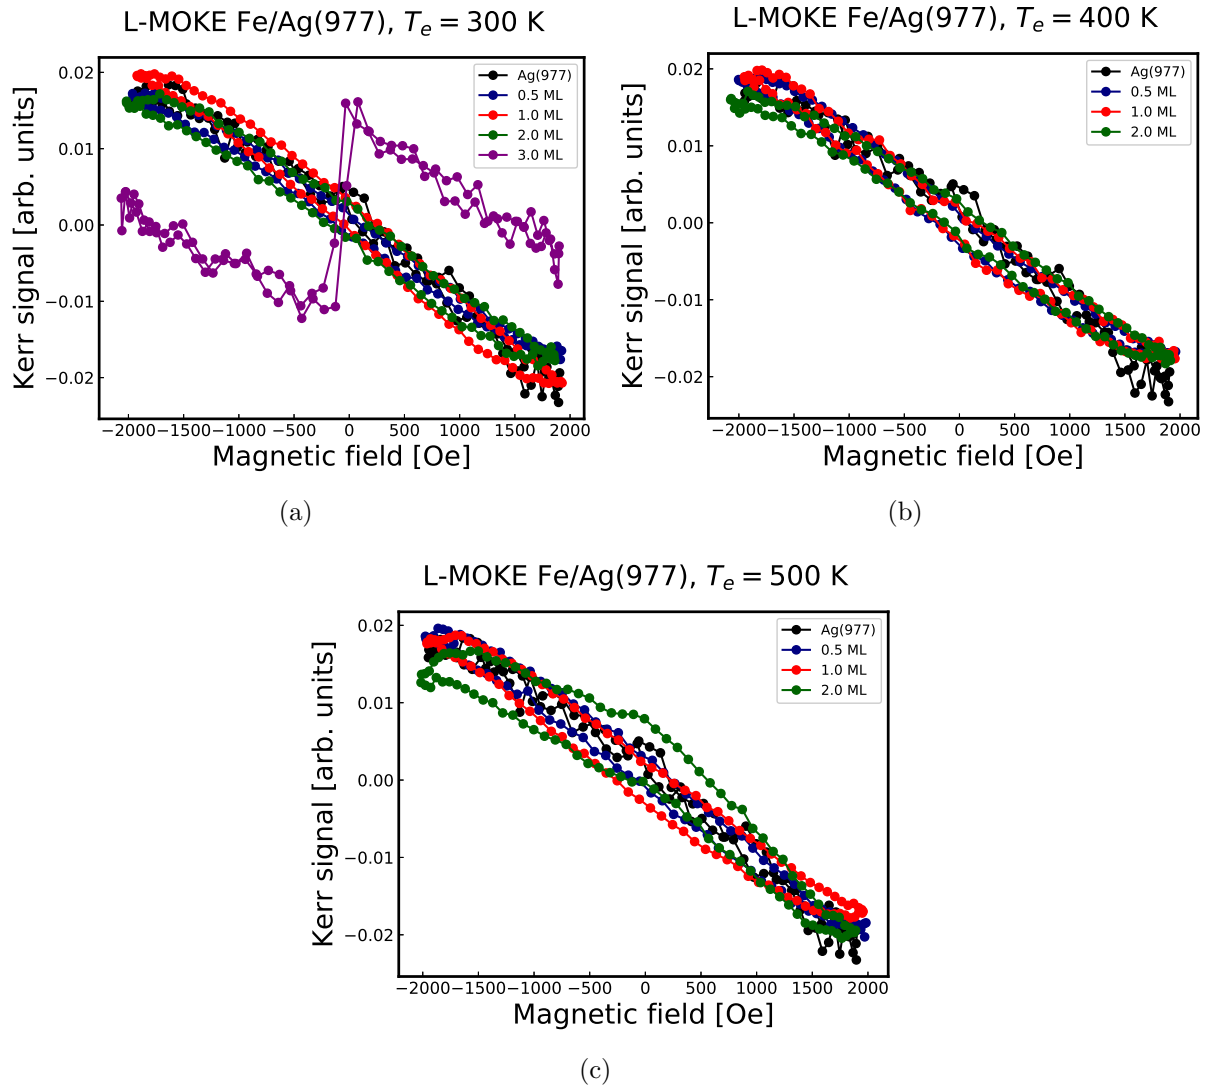 L-MOKE Fe/Ag(977), Te = 300 K
Kerr signal [arb. units]
0.02
0.01
0.00
−0.01
−0.02
Ag(977)
0.5 ML
1.0 ML
2.0 ML
3.0 ML
−2000 −1500 −1000 −500 0 500 1000 1500 2000
Magnetic field [Oe]
(a)
L-MOKE Fe/Ag(977), Te = 400 K
Kerr signal [arb. units]
0.02
0.01
0.00
−0.01
−0.02
Ag(977)
0.5 ML
1.0 ML
2.0 ML
−2000 −1500 −1000 −500 0 500 1000 1500 2000
Magnetic field [Oe]
(b)
L-MOKE Fe/Ag(977), Te = 500 K
Kerr signal [arb. units]
0.02
0.01
0.00
−0.01
−0.02
Ag(977)
0.5 ML
1.0 ML
2.0 ML
−2000 −1500 −1000 −500 0 500 1000 1500 2000
Magnetic field [Oe]
(c)